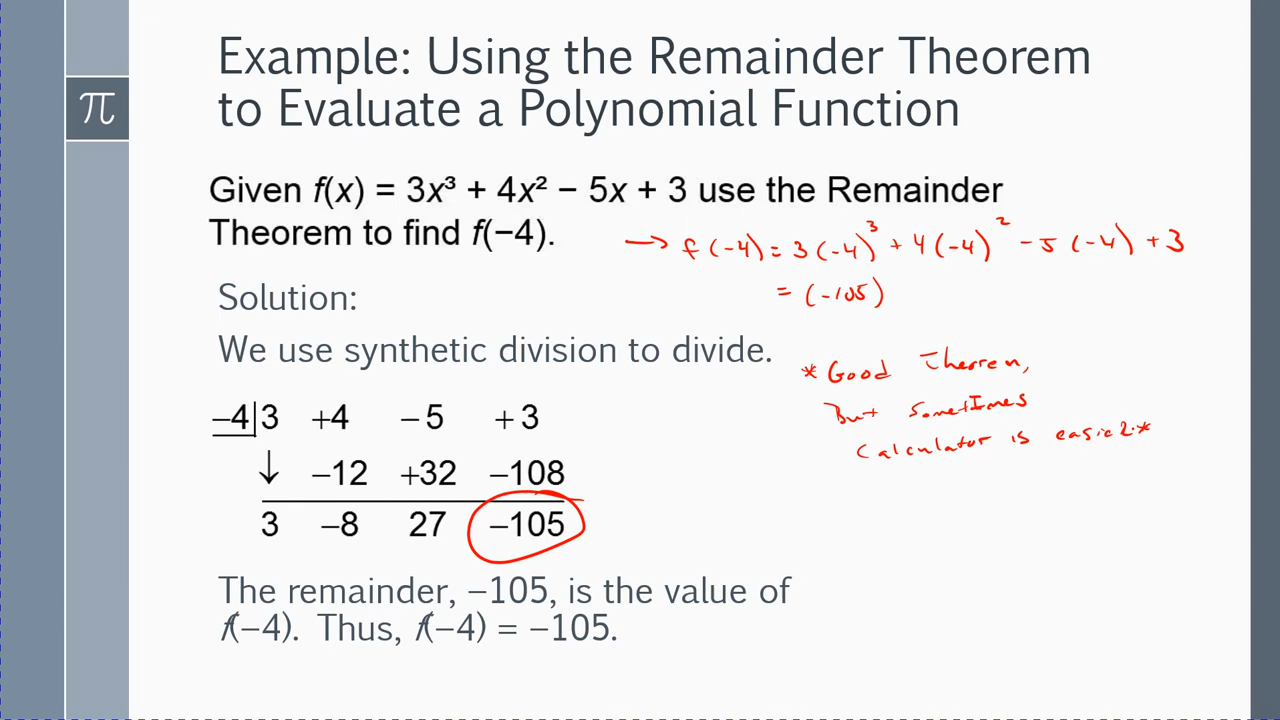 π
Example: Using the Remainder Theorem
to Evaluate a Polynomial Function
Given f(x) = 3x³ + 4x² − 5x + 3 use the Remainder
Theorem to find f(−4).
→ f(-4) = 3(-4)³ + 4(-4)² - 5(-4) + 3
= (-105)
Solution:
We use synthetic division to divide.
* Good Theorem,
But sometimes
calculator is easier. *
−4 3 +4 − 5 + 3
↓ −12 +32 −108
3 −8 27 −105
The remainder, −105, is the value of
f(−4). Thus, f(−4) = −105.